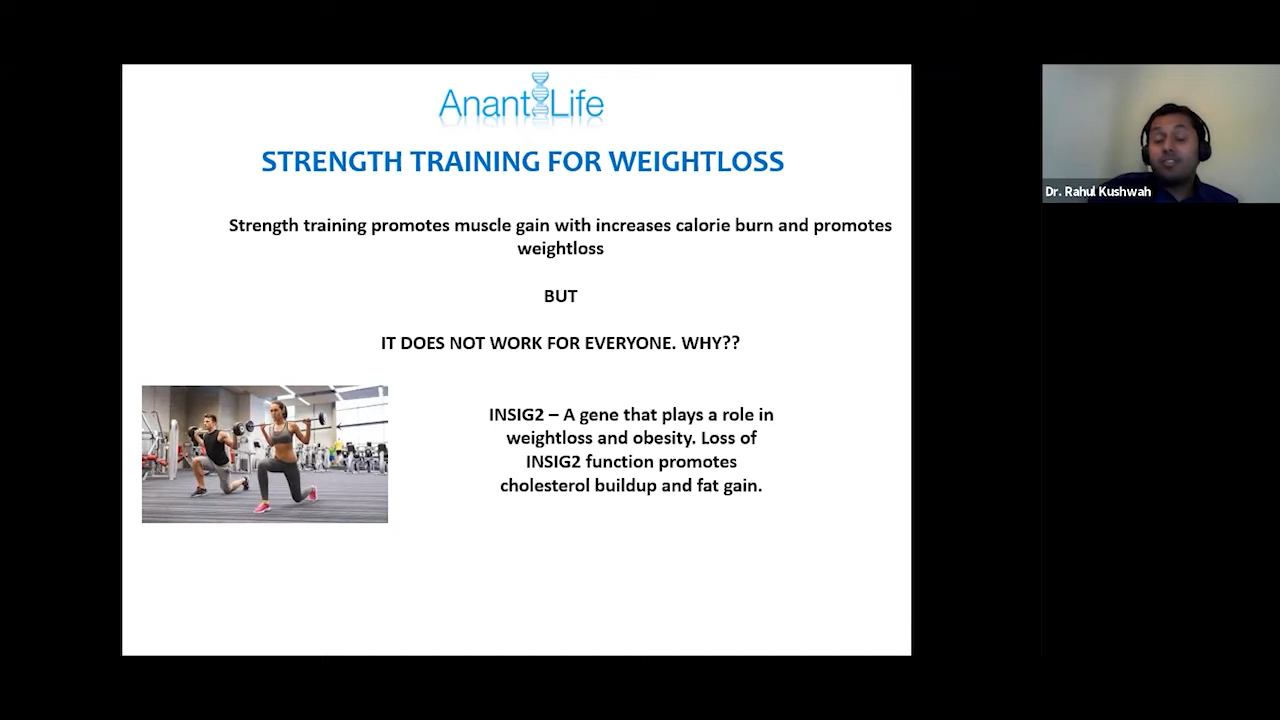 Anant Life
STRENGTH TRAINING FOR WEIGHTLOSS
Strength training promotes muscle gain with increases calorie burn and promotes
weightloss
BUT
IT DOES NOT WORK FOR EVERYONE. WHY??
INSIG2 – A gene that plays a role in
weightloss and obesity. Loss of
INSIG2 function promotes
cholesterol buildup and fat gain.
Dr. Rahul Kushwah